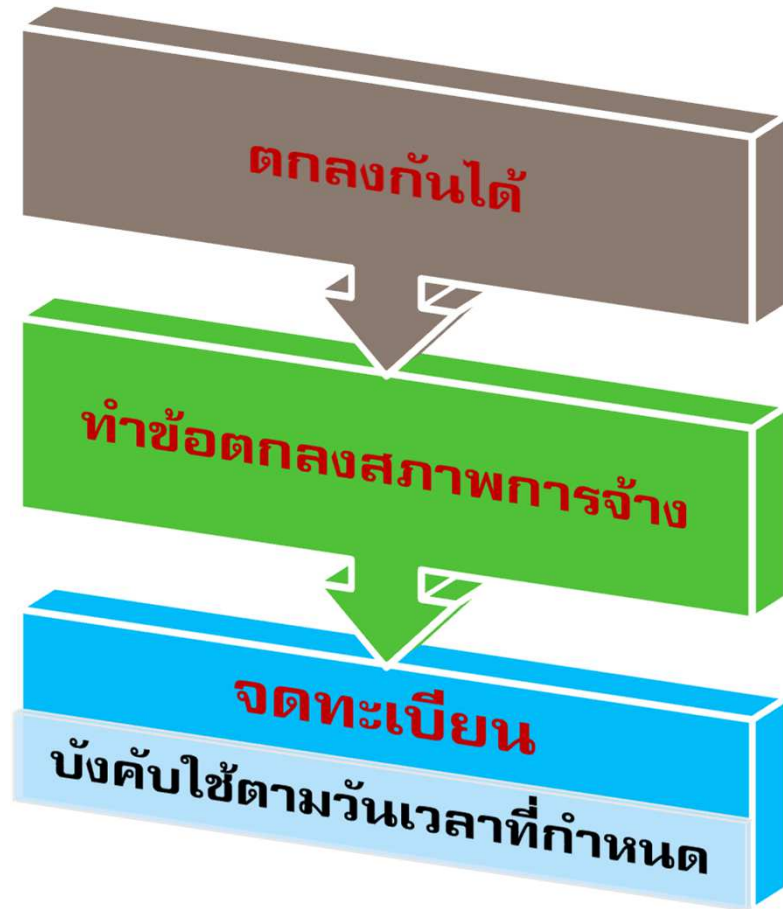 ตกลงกันได้
ทำข้อตกลงสภาพการจ้าง
จดทะเบียน
บังคับใช้ตามวันเวลาที่กำหนด